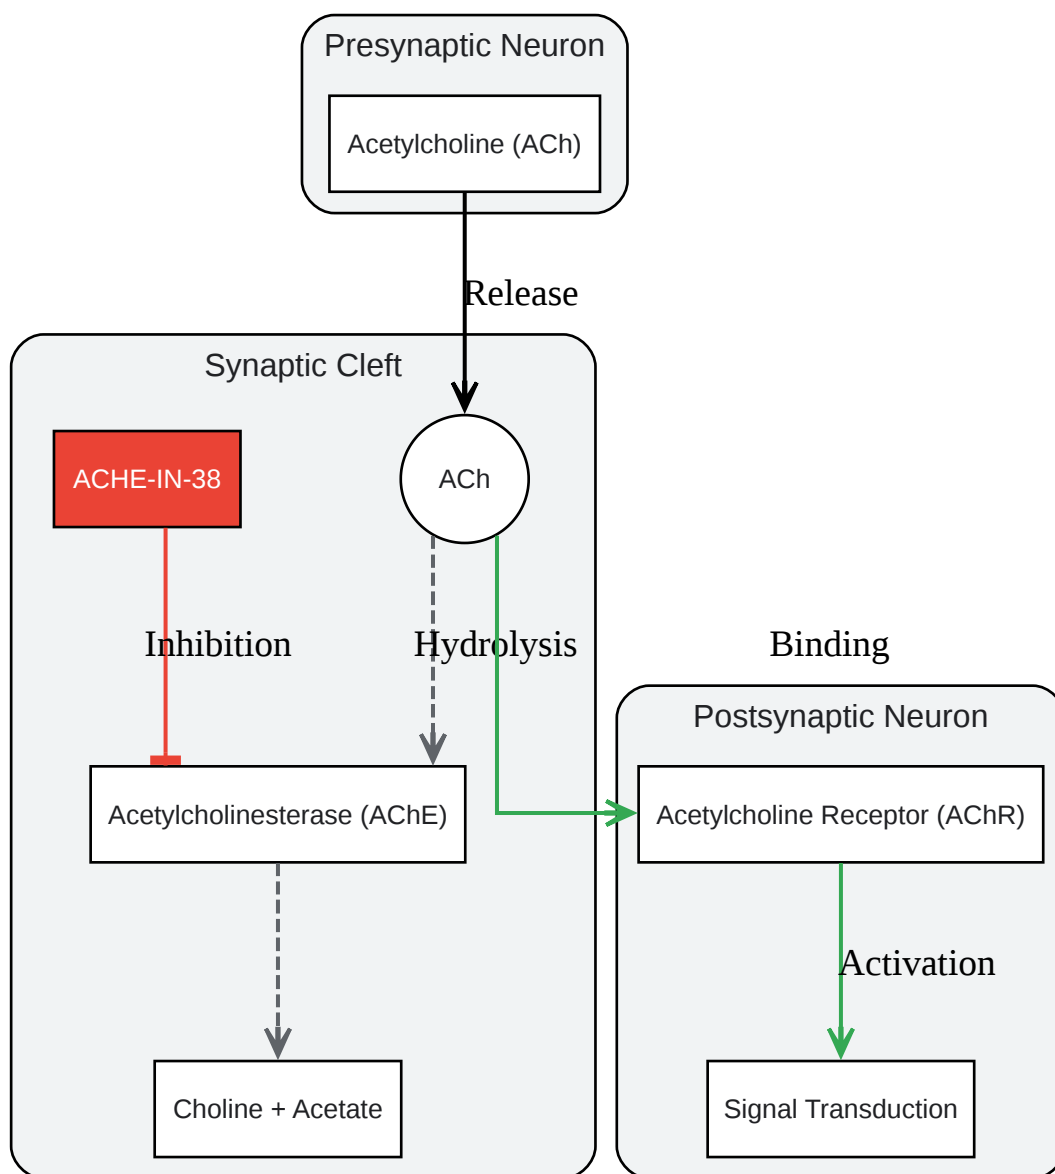 Presynaptic Neuron
Acetylcholine (ACh)
Release
Synaptic Cleft
ACHE-IN-38
ACh
Inhibition
Hydrolysis
Binding
Postsynaptic Neuron
Acetylcholinesterase (AChE)
Acetylcholine Receptor (AChR)
Activation
Choline + Acetate
Signal Transduction